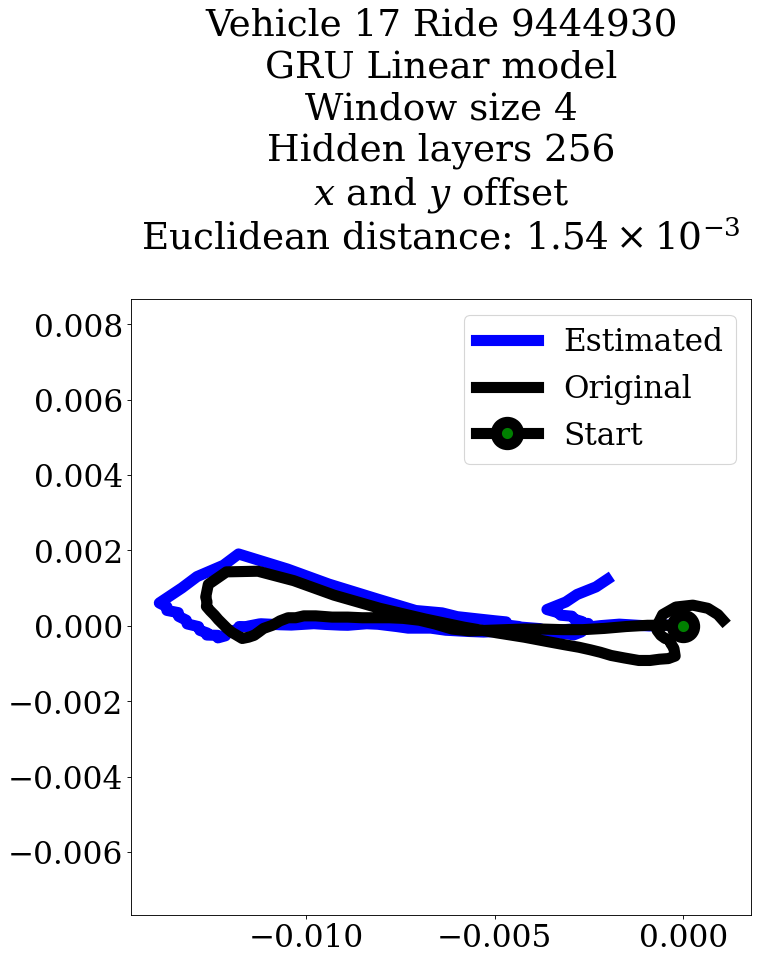 Vehicle 17 Ride 9444930
GRU Linear model
Window size 4
Hidden layers 256
x and y offset
Euclidean distance: 1.54 × 10⁻³
Estimated
Original
Start
0.008
0.006
0.004
0.002
0.000
−0.002
−0.004
−0.006
−0.010 −0.005 0.000